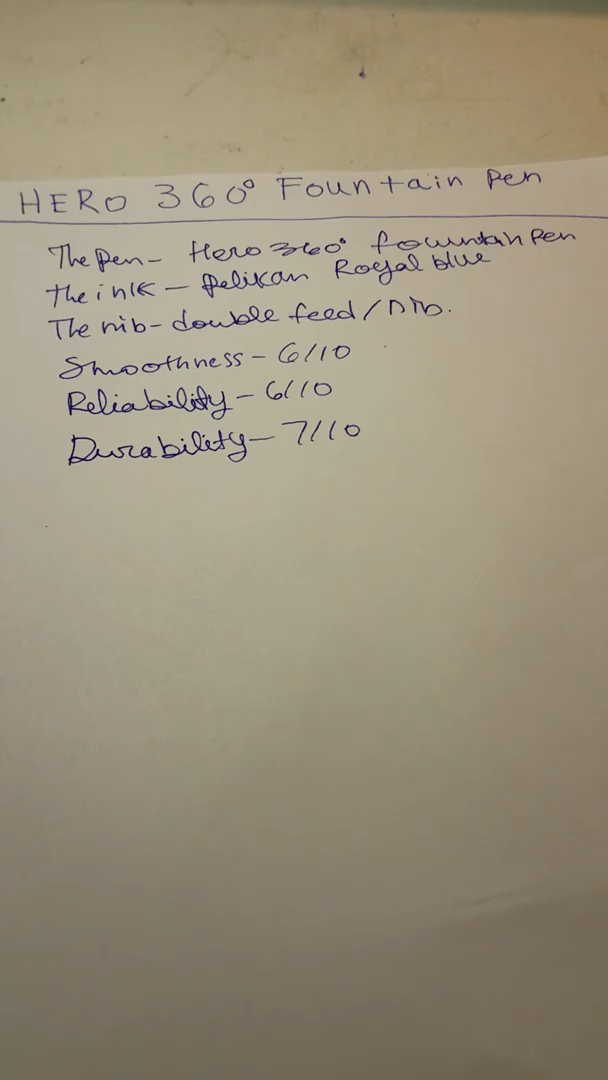 HERO 360° Fountain pen
The pen - Hero 360° fountain pen
the ink - pelikan Royal blue
The nib - double feed / nib.
Smoothness - 6/10
Reliability - 6/10
Durability - 7/10